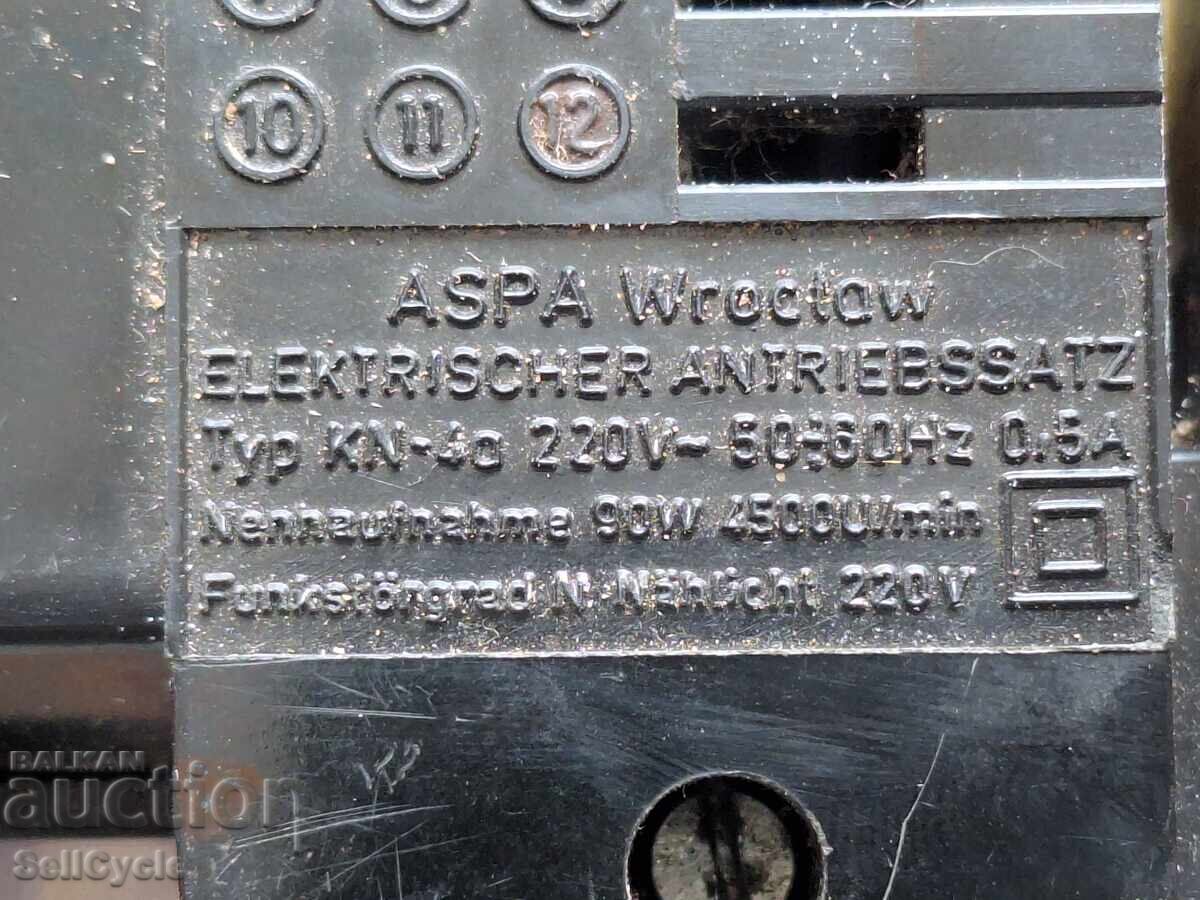 10 11 12
ASPA Wrocław
ELEKTRISCHER ANTRIEBSSATZ
Typ KN-4a 220V~ 50÷60Hz 0.5A
Nennaufnahme 90W 4500U/min
Funkstörgrad N. Nählicht 220V
BALKAN
auction
SellCycle